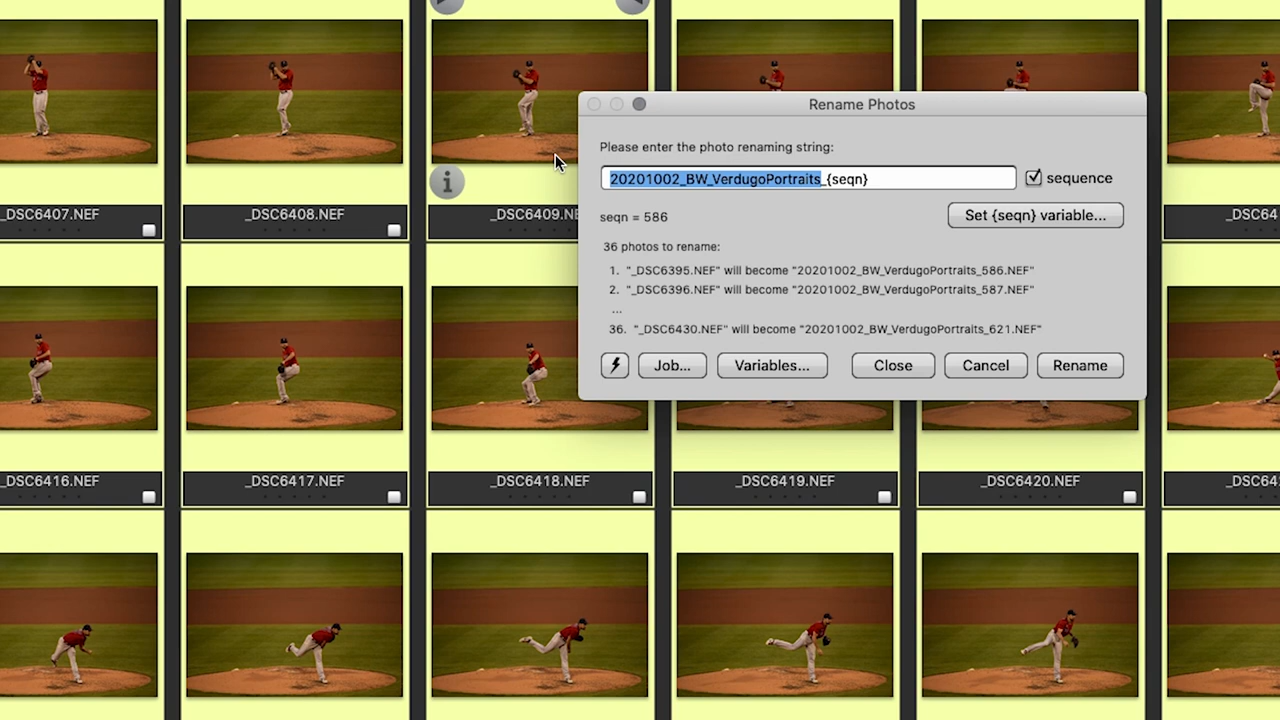 Rename Photos
Please enter the photo renaming string:
20201002_BW_VerdugoPortraits_{seqn}
sequence
seqn = 586
Set {seqn} variable...
36 photos to rename:
1. "_DSC6395.NEF" will become "20201002_BW_VerdugoPortraits_586.NEF"
2. "_DSC6396.NEF" will become "20201002_BW_VerdugoPortraits_587.NEF"
...
36. "_DSC6430.NEF" will become "20201002_BW_VerdugoPortraits_621.NEF"
Job... Variables... Close Cancel Rename
_DSC6407.NEF _DSC6408.NEF _DSC6409.NE _DSC64
_DSC6416.NEF _DSC6417.NEF _DSC6418.NEF _DSC6419.NEF _DSC6420.NEF _DSC64